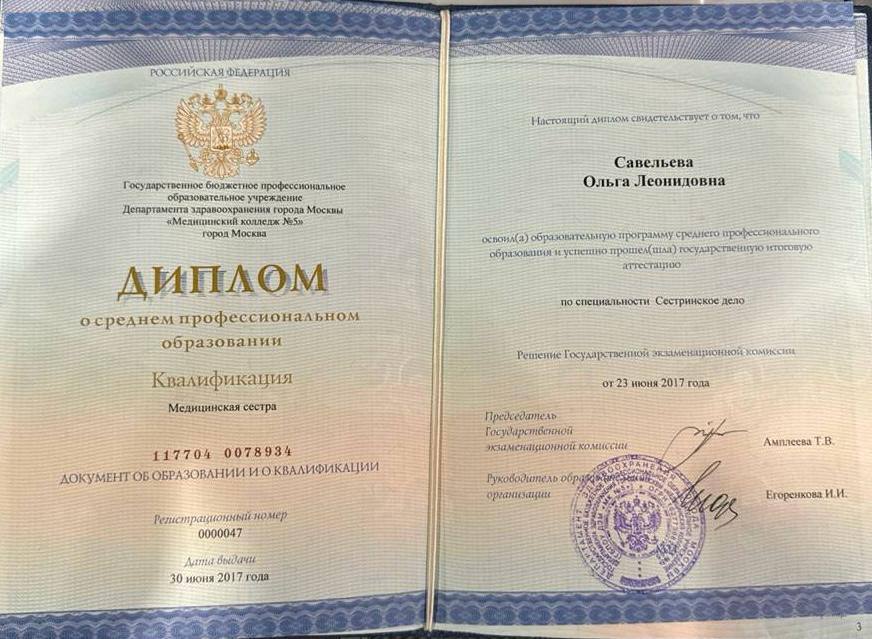 РОССИЙСКАЯ ФЕДЕРАЦИЯ
Государственное бюджетное профессиональное
образовательное учреждение
Департамента здравоохранения города Москвы
«Медицинский колледж №5»
город Москва
ДИПЛОМ
о среднем профессиональном
образовании
Квалификация
Медицинская сестра
117704 0078934
ДОКУМЕНТ ОБ ОБРАЗОВАНИИ И О КВАЛИФИКАЦИИ
Регистрационный номер
0000047
Дата выдачи
30 июня 2017 года
Настоящий диплом свидетельствует о том, что
Савельева
Ольга Леонидовна
освоил(а) образовательную программу среднего профессионального
образования и успешно прошел(шла) государственную итоговую
аттестацию
по специальности Сестринское дело
Решение Государственной экзаменационной комиссии
от 23 июня 2017 года
Председатель
Государственной
экзаменационной комиссии
Амплеева Т.В.
Руководитель образо
организации
Егоренкова И.И.
3